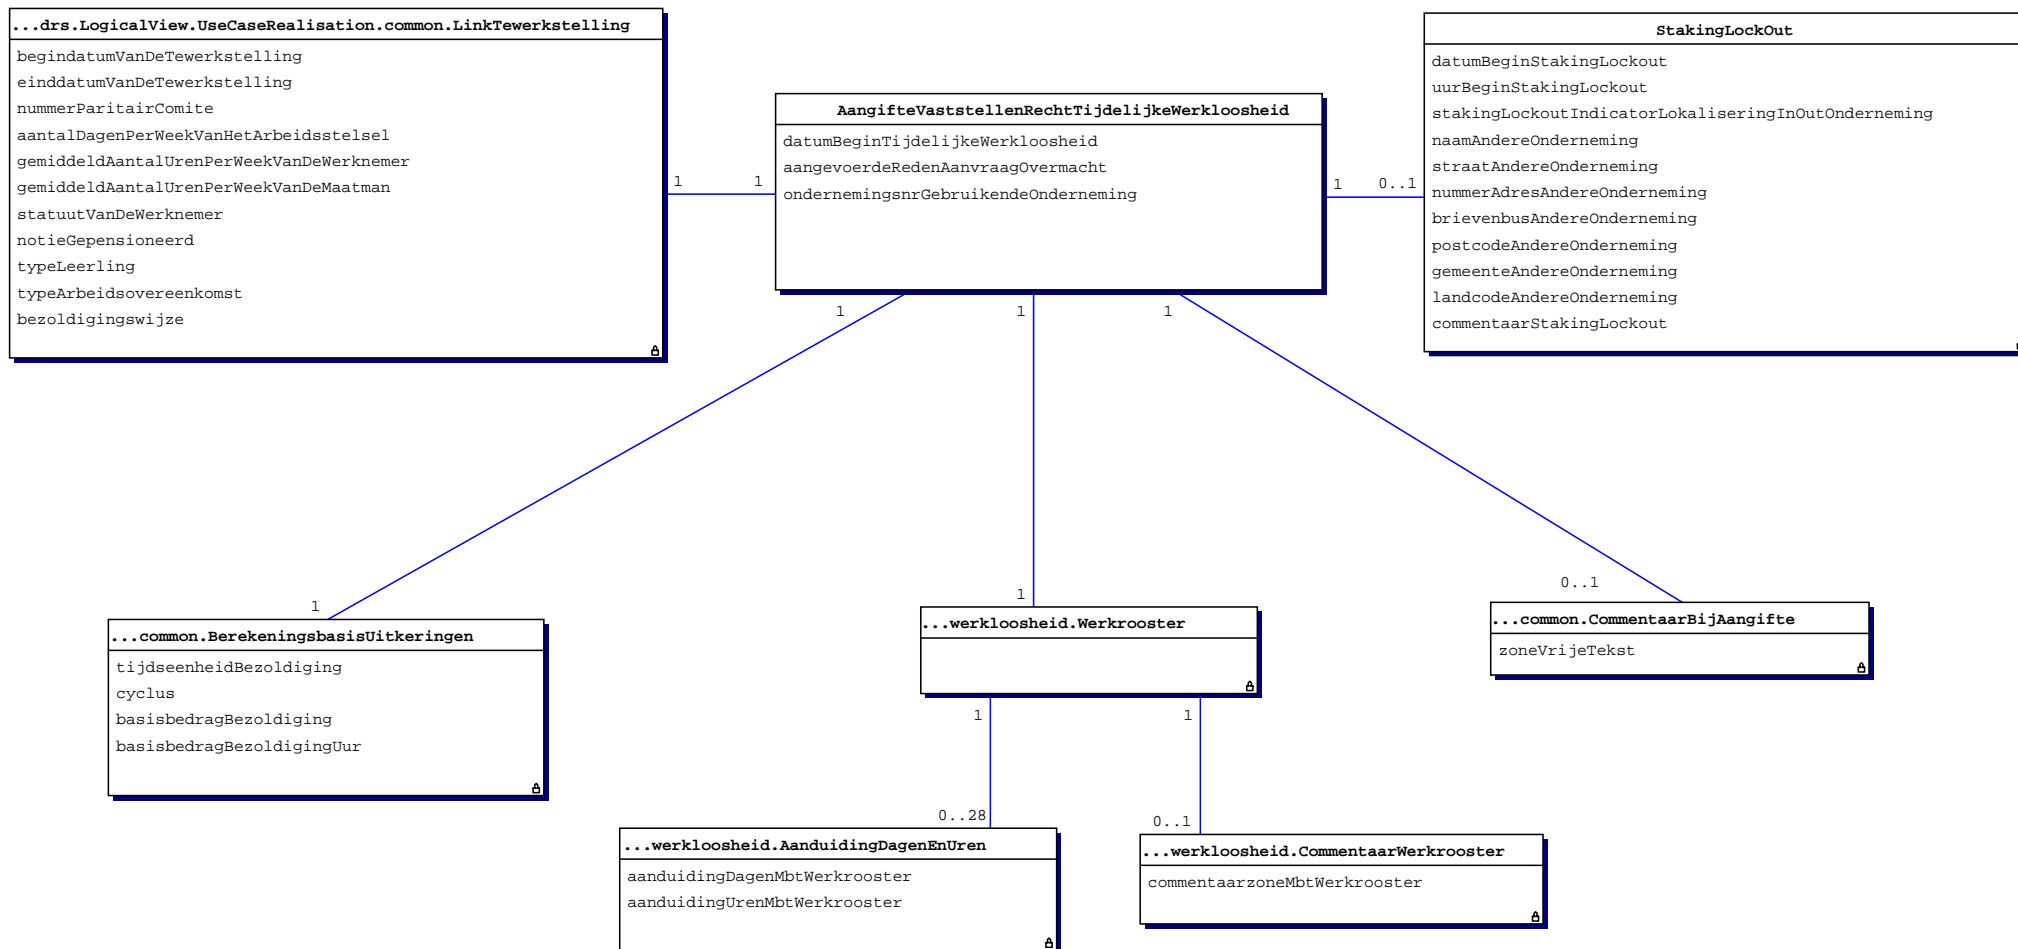 ...drs.LogicalView.UseCaseRealisation.common.LinkTewerkstelling
begindatumVanDeTewerkstelling
einddatumVanDeTewerkstelling
nummerParitairComite
aantalDagenPerWeekVanHetArbeidsstelsel
gemiddeldAantalUrenPerWeekVanDeWerknemer
gemiddeldAantalUrenPerWeekVanDeMaatman
statuutVanDeWerknemer
notieGepensioneerd
typeLeerling
typeArbeidsovereenkomst
bezoldigingswijze
1
1
AangifteVaststellenRechtTijdelijkeWerkloosheid
datumBeginTijdelijkeWerkloosheid
aangevoerdeRedenAanvraagOvermacht
ondernemingsnrGebruikendeOnderneming
1
0..1
StakingLockOut
datumBeginStakingLockout
uurBeginStakingLockout
stakingLockoutIndicatorLokaliseringInOutOnderneming
naamAndereOnderneming
straatAndereOnderneming
nummerAdresAndereOnderneming
brievenbusAndereOnderneming
postcodeAndereOnderneming
gemeenteAndereOnderneming
landcodeAndereOnderneming
commentaarStakingLockout
1
1
1
1
1
0..1
...common.BerekeningsbasisUitkeringen
tijdseenheidBezoldiging
cyclus
basisbedragBezoldiging
basisbedragBezoldigingUur
...werkloosheid.Werkrooster
...common.CommentaarBijAangifte
zoneVrijeTekst
1
1
0..28
0..1
...werkloosheid.AanduidingDagenEnUren
aanduidingDagenMbtWerkrooster
aanduidingUrenMbtWerkrooster
...werkloosheid.CommentaarWerkrooster
commentaarzoneMbtWerkrooster